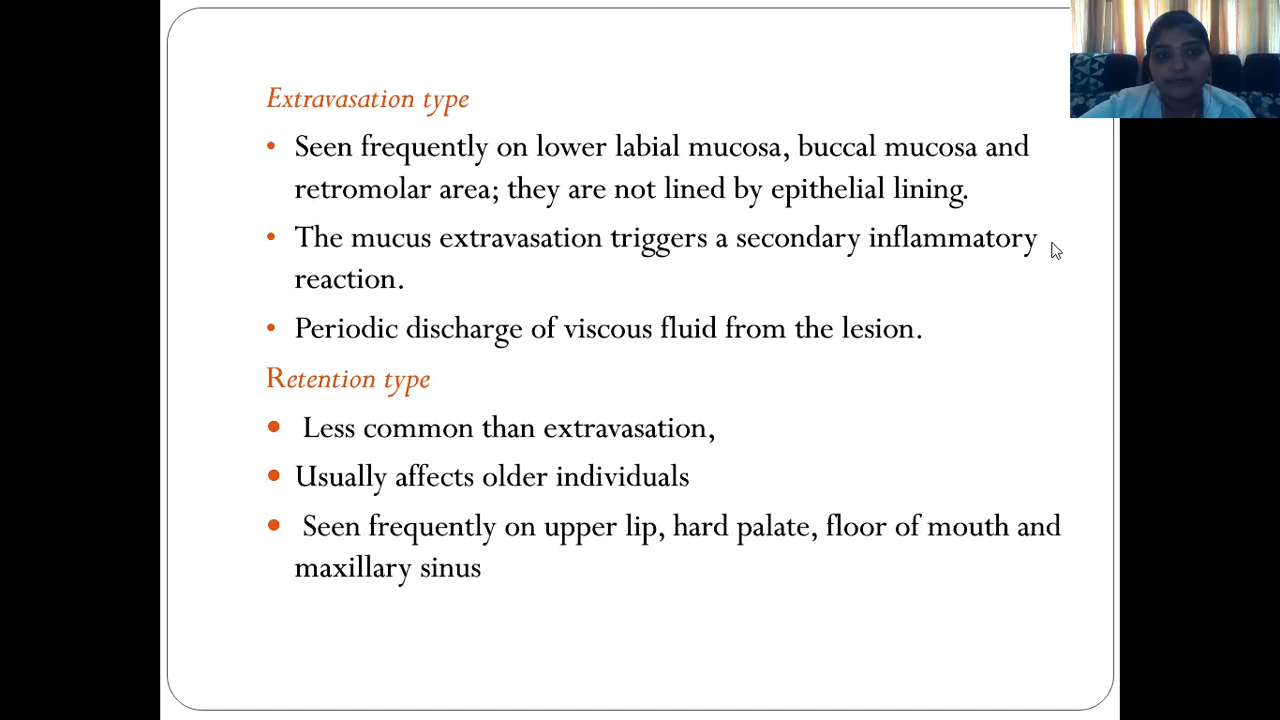 Extravasation type
• Seen frequently on lower labial mucosa, buccal mucosa and
retromolar area; they are not lined by epithelial lining.
• The mucus extravasation triggers a secondary inflammatory
reaction.
• Periodic discharge of viscous fluid from the lesion.
Retention type
• Less common than extravasation,
• Usually affects older individuals
• Seen frequently on upper lip, hard palate, floor of mouth and
maxillary sinus